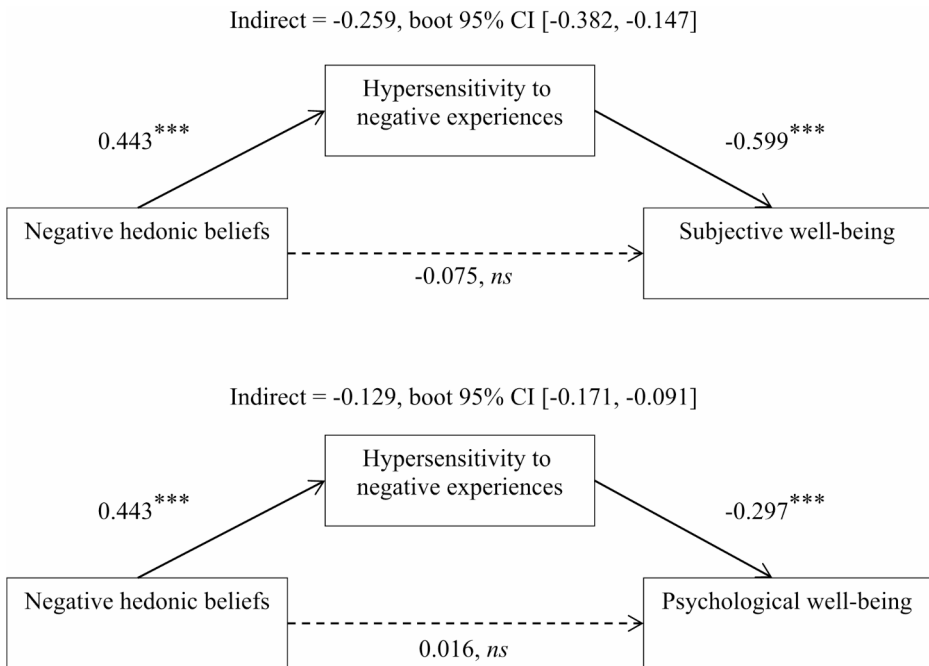 Indirect = -0.259, boot 95% CI [-0.382, -0.147]
Hypersensitivity to
negative experiences
0.443***
-0.599***
Negative hedonic beliefs
Subjective well-being
-0.075, ns
Indirect = -0.129, boot 95% CI [-0.171, -0.091]
Hypersensitivity to
negative experiences
0.443***
-0.297***
Negative hedonic beliefs
Psychological well-being
0.016, ns